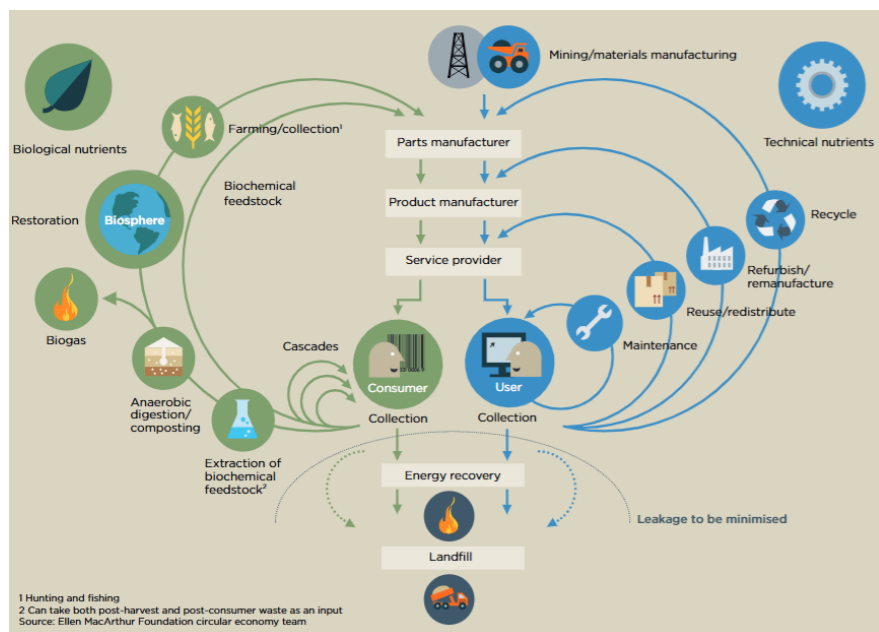 Mining/materials manufacturing
Biological nutrients
Farming/collection¹
Parts manufacturer
Technical nutrients
Biochemical
feedstock
Product manufacturer
Restoration
Biosphere
Recycle
Service provider
Refurbish/
remanufacture
Biogas
Reuse/redistribute
Cascades
Maintenance
Consumer
User
Anaerobic
digestion/
composting
Collection
Collection
Extraction of
biochemical
feedstock²
Energy recovery
Leakage to be minimised
Landfill
1 Hunting and fishing
2 Can take both post-harvest and post-consumer waste as an input
Source: Ellen MacArthur Foundation circular economy team